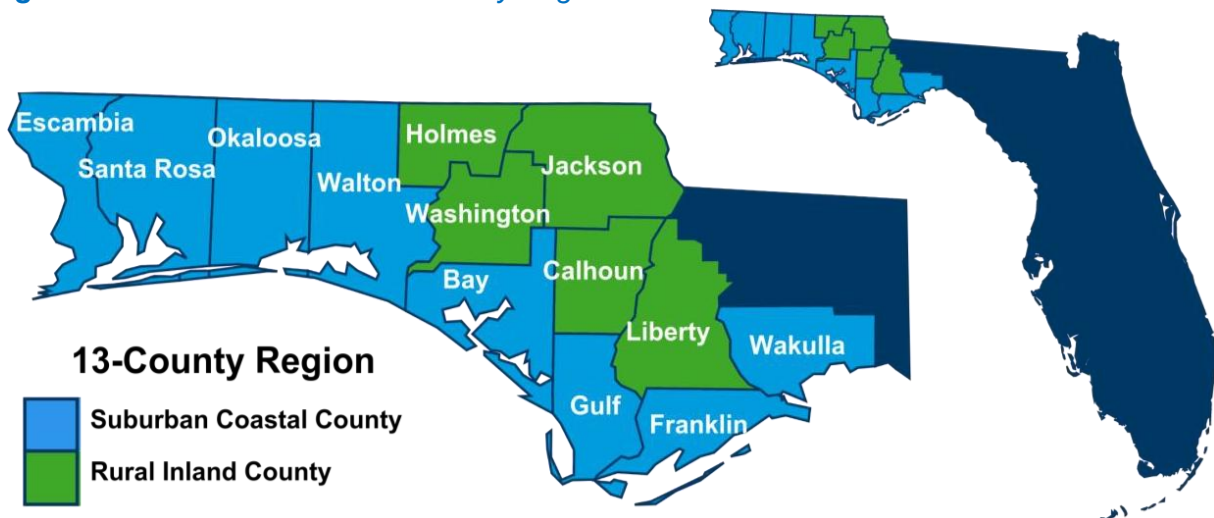 Escambia
Santa Rosa
Okaloosa
Walton
Holmes
Jackson
Washington
Bay
Calhoun
Liberty
Wakulla
Gulf
Franklin
13-County Region
Suburban Coastal County
Rural Inland County